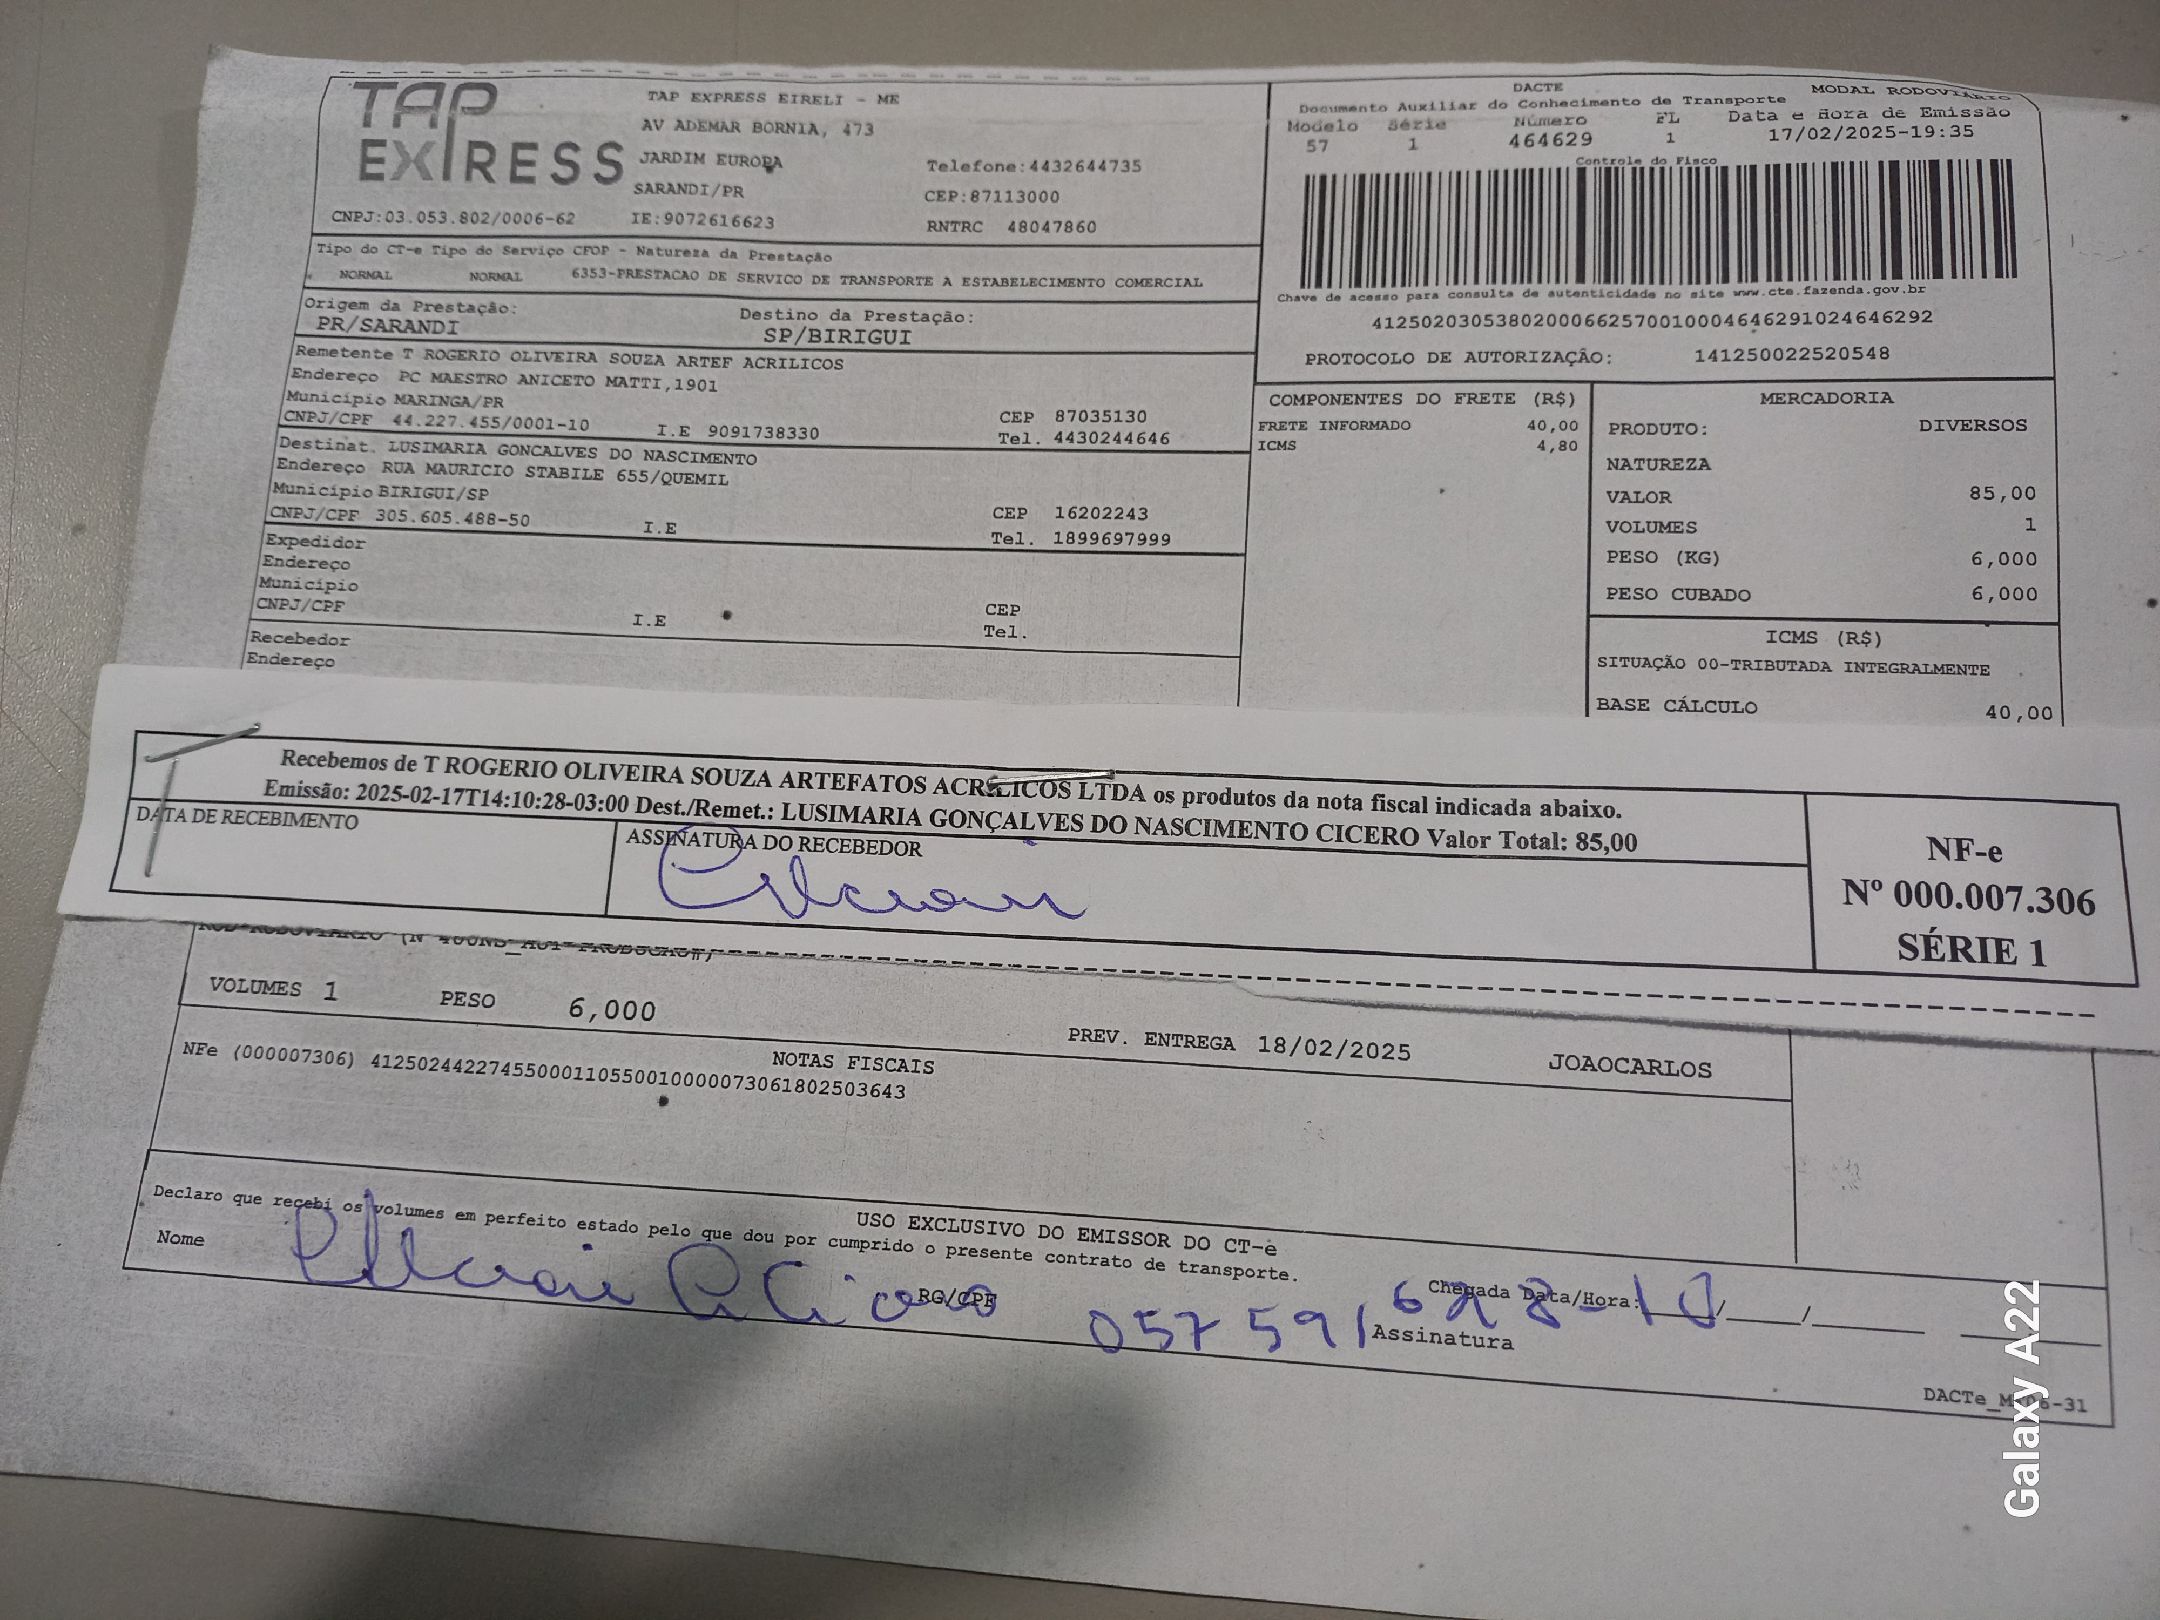 TAP EXPRESS
TAP EXPRESS EIRELI - ME
AV ADEMAR BORNIA, 473
JARDIM EUROPA
SARANDI/PR
Telefone:4432644735
CEP:87113000
CNPJ:03.053.802/0006-62 IE:9072616623 RNTRC 48047860
DACTE MODAL RODOVIÁRIO
Documento Auxiliar do Conhecimento de Transporte
Modelo Série Número FL Data e Hora de Emissão
57 1 464629 1 17/02/2025-19:35
Controle do Fisco
Chave de acesso para consulta de autenticidade no site www.cte.fazenda.gov.br
41250203053802000662570010004646291024646292
PROTOCOLO DE AUTORIZAÇÃO: 141250022520548
Tipo do CT-e Tipo do Serviço CFOP - Natureza da Prestação
NORMAL NORMAL 6353-PRESTACAO DE SERVICO DE TRANSPORTE A ESTABELECIMENTO COMERCIAL
Origem da Prestação: Destino da Prestação:
PR/SARANDI SP/BIRIGUI
Remetente T ROGERIO OLIVEIRA SOUZA ARTEF ACRILICOS
Endereço PC MAESTRO ANICETO MATTI,1901
Município MARINGA/PR CEP 87035130
CNPJ/CPF 44.227.455/0001-10 I.E 9091738330 Tel. 4430244646
Destinat. LUSIMARIA GONCALVES DO NASCIMENTO
Endereço RUA MAURICIO STABILE 655/QUEMIL
Município BIRIGUI/SP CEP 16202243
CNPJ/CPF 305.605.488-50 I.E Tel. 1899697999
Expedidor
Endereço
Município CEP
CNPJ/CPF I.E Tel.
Recebedor
Endereço
COMPONENTES DO FRETE (R$)
FRETE INFORMADO 40,00
ICMS 4,80
MERCADORIA
PRODUTO: DIVERSOS
NATUREZA
VALOR 85,00
VOLUMES 1
PESO (KG) 6,000
PESO CUBADO 6,000
ICMS (R$)
SITUAÇÃO 00-TRIBUTADA INTEGRALMENTE
BASE CÁLCULO 40,00
Recebemos de T ROGERIO OLIVEIRA SOUZA ARTEFATOS ACRILICOS LTDA os produtos da nota fiscal indicada abaixo.
Emissão: 2025-02-17T14:10:28-03:00 Dest./Remet.: LUSIMARIA GONÇALVES DO NASCIMENTO CICERO Valor Total: 85,00
DATA DE RECEBIMENTO ASSINATURA DO RECEBEDOR
NF-e
Nº 000.007.306
SÉRIE 1
VOLUMES 1 PESO 6,000 PREV. ENTREGA 18/02/2025 JOAOCARLOS
NOTAS FISCAIS
NFe (000007306) 41250244227455000110550010000073061802503643
USO EXCLUSIVO DO EMISSOR DO CT-e
Declaro que recebi os volumes em perfeito estado pelo que dou por cumprido o presente contrato de transporte.
Nome RG/CPF 057 591 Chegada Data/Hora: / /
Assinatura
Galaxy A22